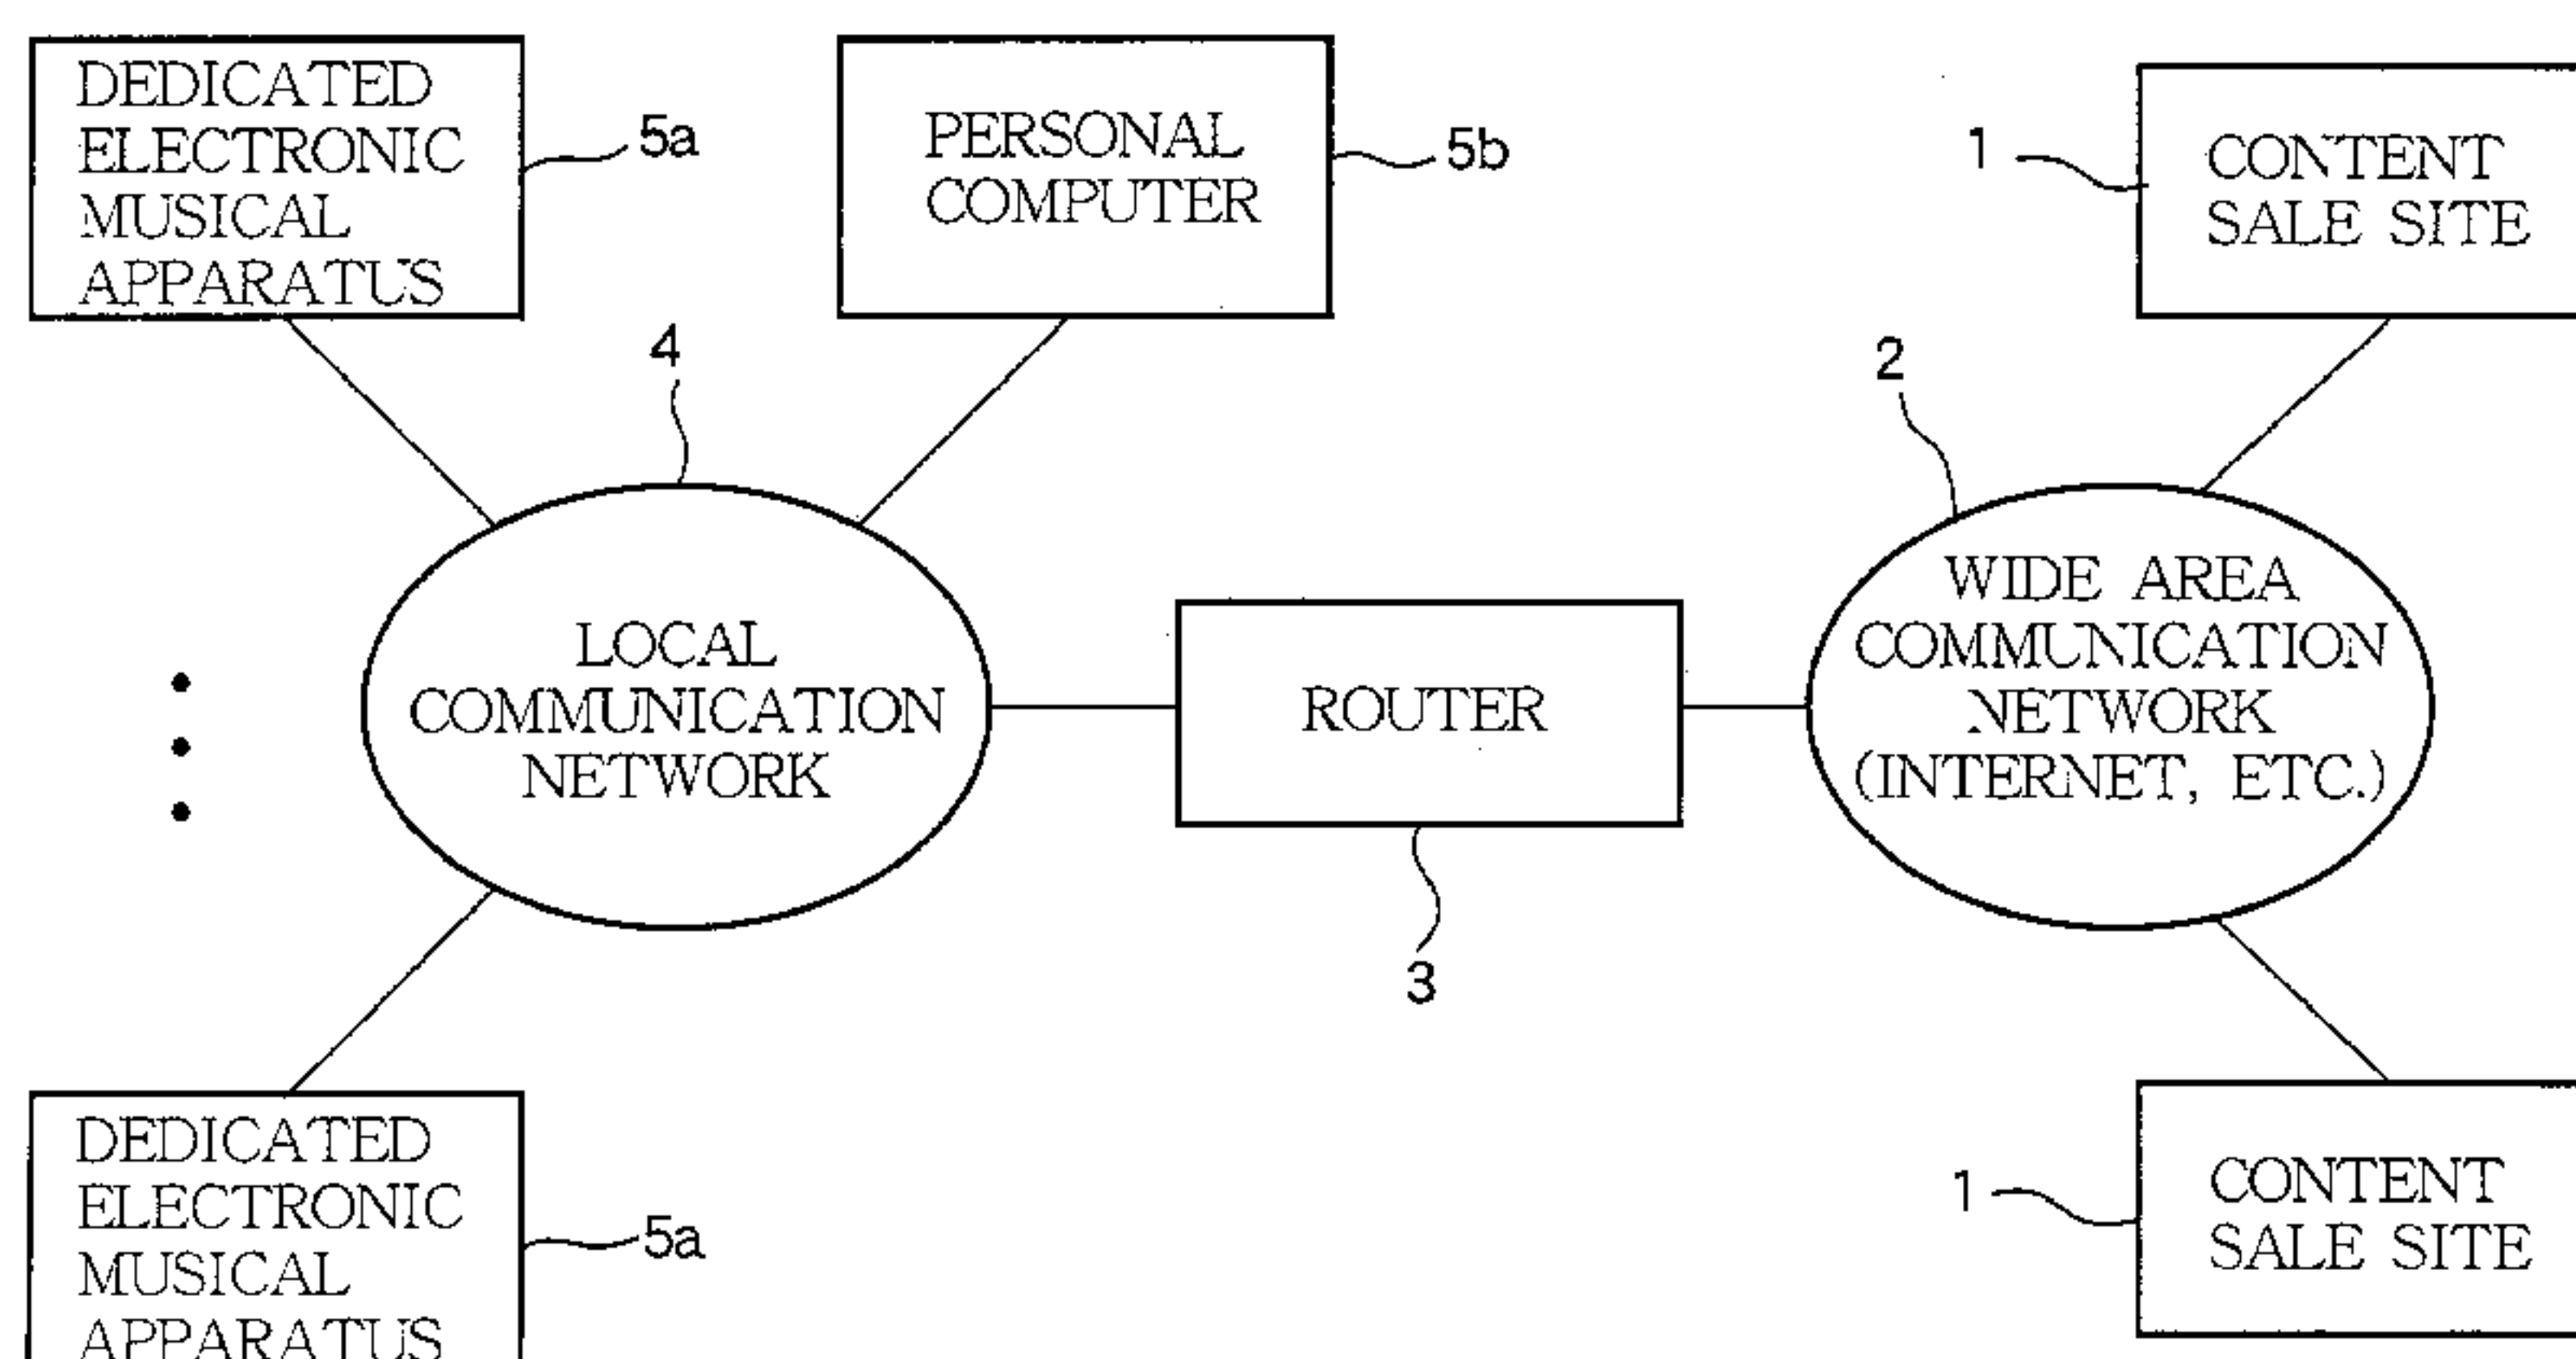 DEDICATED
ELECTRONIC
MUSICAL
APPARATUS
5a
PERSONAL
COMPUTER
5b
1
CONTENT
SALE SITE
4
2
LOCAL
COMMUNICATION
NETWORK
ROUTER
3
WIDE AREA
COMMUNICATION
NETWORK
(INTERNET, ETC.)
DEDICATED
ELECTRONIC
MUSICAL
APPARATUS
5a
1
CONTENT
SALE SITE